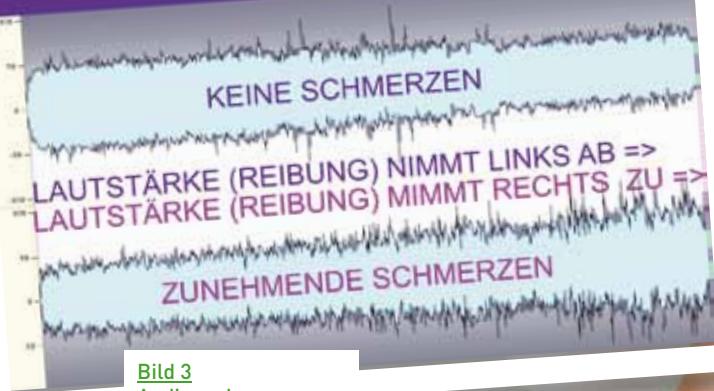 KEINE SCHMERZEN
LAUTSTÄRKE (REIBUNG) NIMMT LINKS AB =>
LAUTSTÄRKE (REIBUNG) MIMMT RECHTS ZU =>
ZUNEHMENDE SCHMERZEN
Bild 3